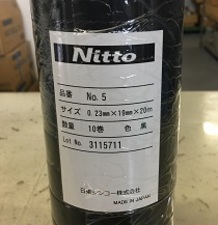 Nitto
品番 No. 5
サイズ 0.23mm×19mm×20m
数量 10巻 色 黒
Lot No. 3115711
日東シンコー株式会社
MADE IN JAPAN